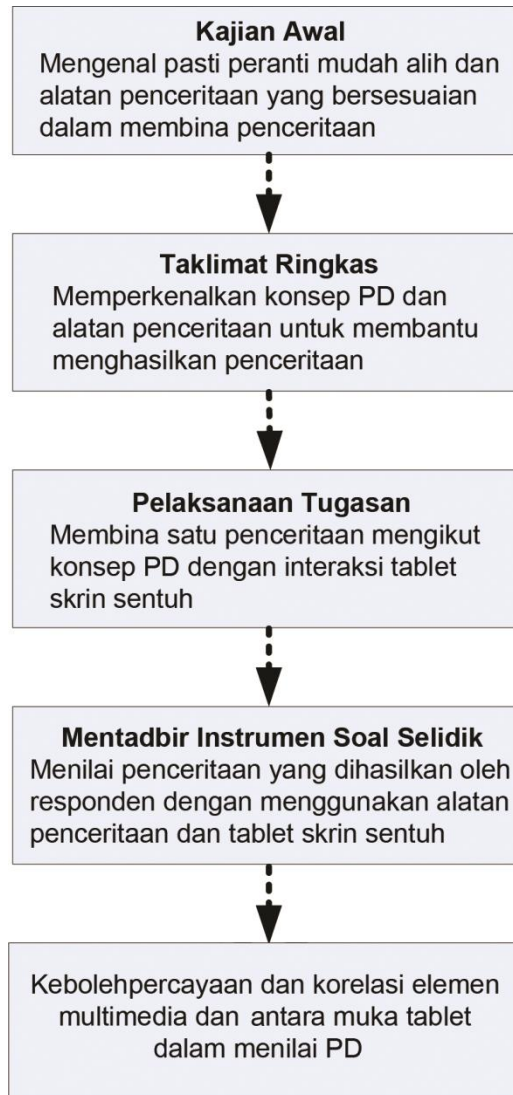 Kajian Awal
Mengenal pasti peranti mudah alih dan
alatan penceritaan yang bersesuaian
dalam membina penceritaan
Taklimat Ringkas
Memperkenalkan konsep PD dan
alatan penceritaan untuk membantu
menghasilkan penceritaan
Pelaksanaan Tugasan
Membina satu penceritaan mengikut
konsep PD dengan interaksi tablet
skrin sentuh
Mentadbir Instrumen Soal Selidik
Menilai penceritaan yang dihasilkan oleh
responden dengan menggunakan alatan
penceritaan dan tablet skrin sentuh
Kebolehpercayaan dan korelasi elemen
multimedia dan antara muka tablet
dalam menilai PD